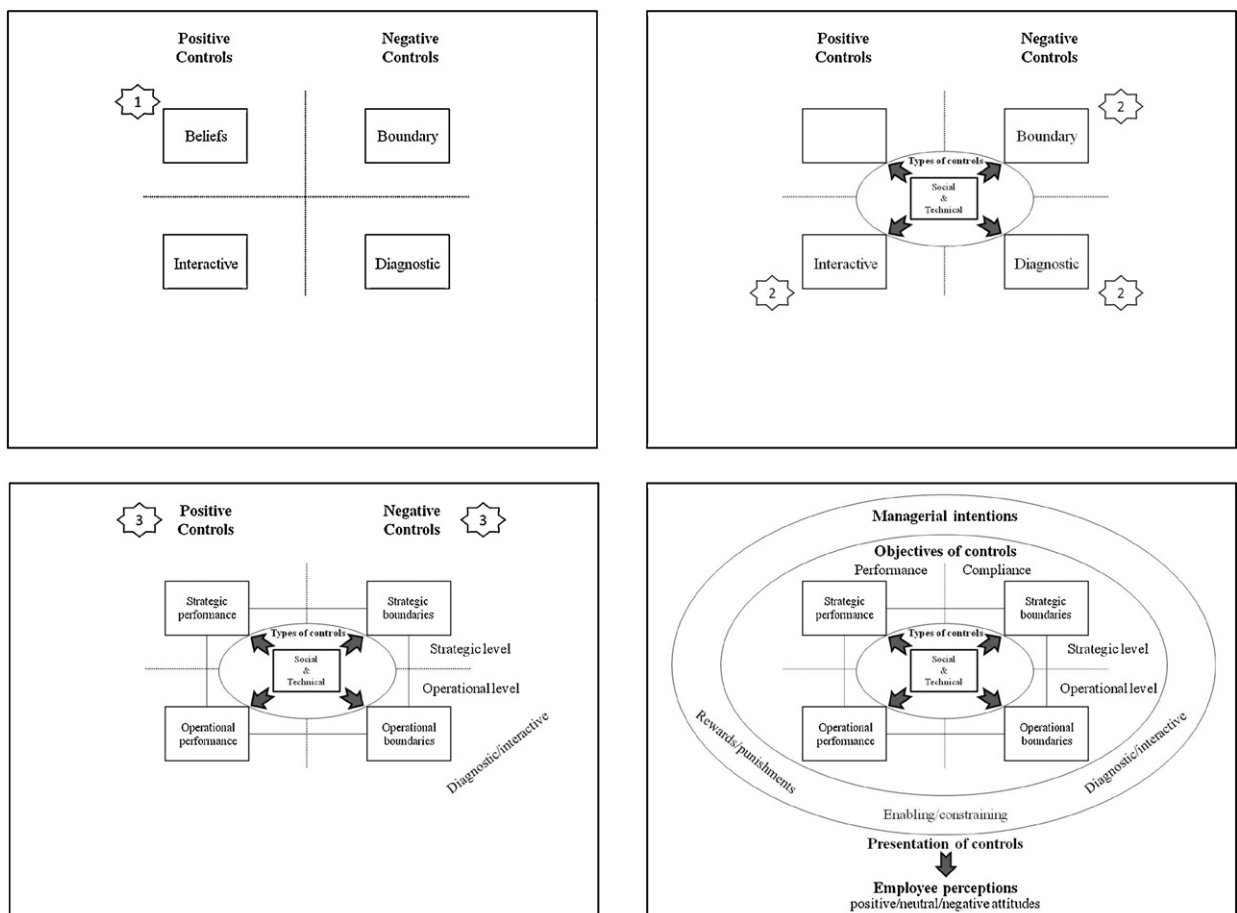 Positive
Controls
Negative
Controls
1
Beliefs
Boundary
Interactive
Diagnostic
Positive
Controls
Negative
Controls
2
Boundary
Types of controls
Social
&
Technical
Interactive
Diagnostic
2
2
3
Positive
Controls
Negative
Controls
3
Strategic
performance
Strategic
boundaries
Types of controls
Social
&
Technical
Strategic level
Operational level
Operational
performance
Operational
boundaries
Diagnostic/interactive
Managerial intentions
Objectives of controls
Performance
Compliance
Strategic
performance
Strategic
boundaries
Types of controls
Social
&
Technical
Strategic level
Operational level
Operational
performance
Operational
boundaries
Rewards/punishments
Diagnostic/interactive
Enabling/constraining
Presentation of controls
Employee perceptions
positive/neutral/negative attitudes